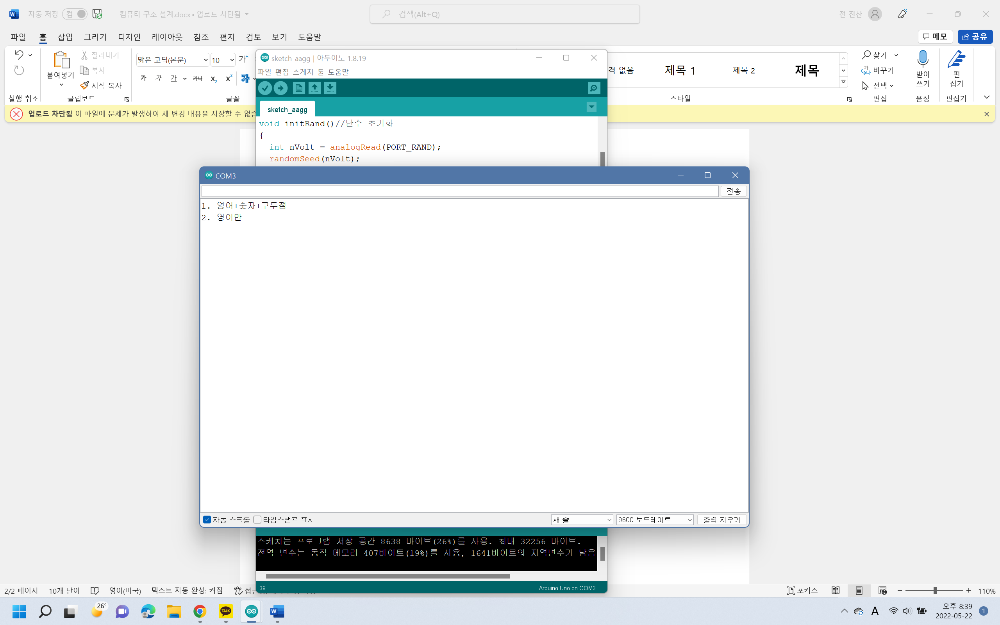 자동 저장 켬 컴퓨터 구조 설계.docx • 업로드 차단됨 검색(Alt+Q) 전 진찬
파일 홈 삽입 그리기 디자인 레이아웃 참조 편지 검토 보기 도움말 메모 공유
붙여넣기 잘라내기 복사 서식 복사
맑은 고딕(본문) 10 가
가 가 가 가나 x2 x2 가
격 없음 제목 1 제목 2 제목
찾기 바꾸기 선택
받아쓰기 편집기
실행 취소 클립보드 글꼴 스타일 편집 음성 편집기
업로드 차단됨 이 파일에 문제가 발생하여 새 변경 내용을 저장할 수 없습
sketch_aagg | 아두이노 1.8.19
파일 편집 스케치 툴 도움말
sketch_aagg
void initRand()//난수 초기화
{
int nVolt = analogRead(PORT_RAND);
randomSeed(nVolt);
COM3
전송
1. 영어+숫자+구두점
2. 영어만
자동 스크롤 타임스탬프 표시 새 줄 9600 보드레이트 출력 지우기
스케치는 프로그램 저장 공간 8638 바이트(26%)를 사용. 최대 32256 바이트.
전역 변수는 동적 메모리 407바이트(19%)를 사용, 1641바이트의 지역변수가 남음
39 Arduino Uno on COM3
2/2 페이지 10개 단어 영어(미국) 텍스트 자동 완성: 켜짐 포커스 110%
26° TALK A 오후 8:39
2022-05-22 1